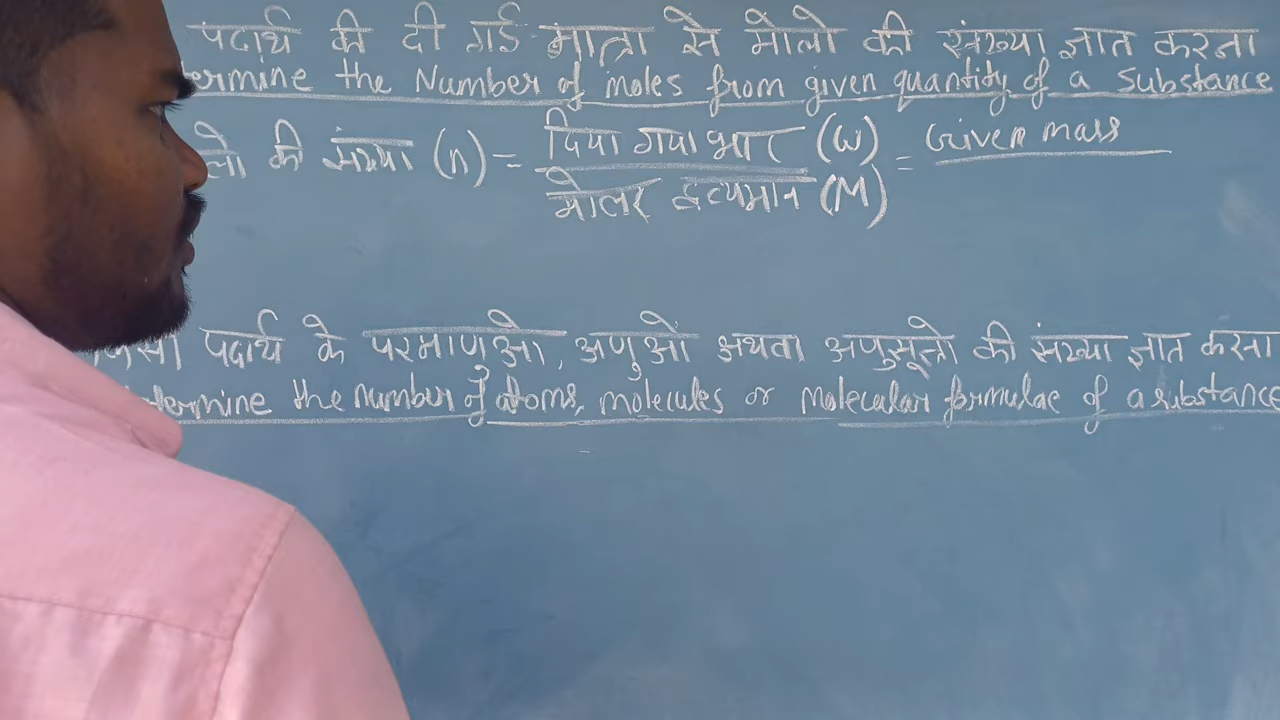 पदार्थ की दी गई मात्रा से मोलो की संख्या ज्ञात करना
ermine the Number of moles from given quantity of a Substance
लो की संख्या (n) = दिया गया भार (W) / मोलर द्रव्यमान (M) = Given mass
पदार्थ के परमाणुओ, अणुओ अथवा अणुसूत्रो की संख्या ज्ञात करना
termine the number of atoms, molecules or molecular formulae of a substance